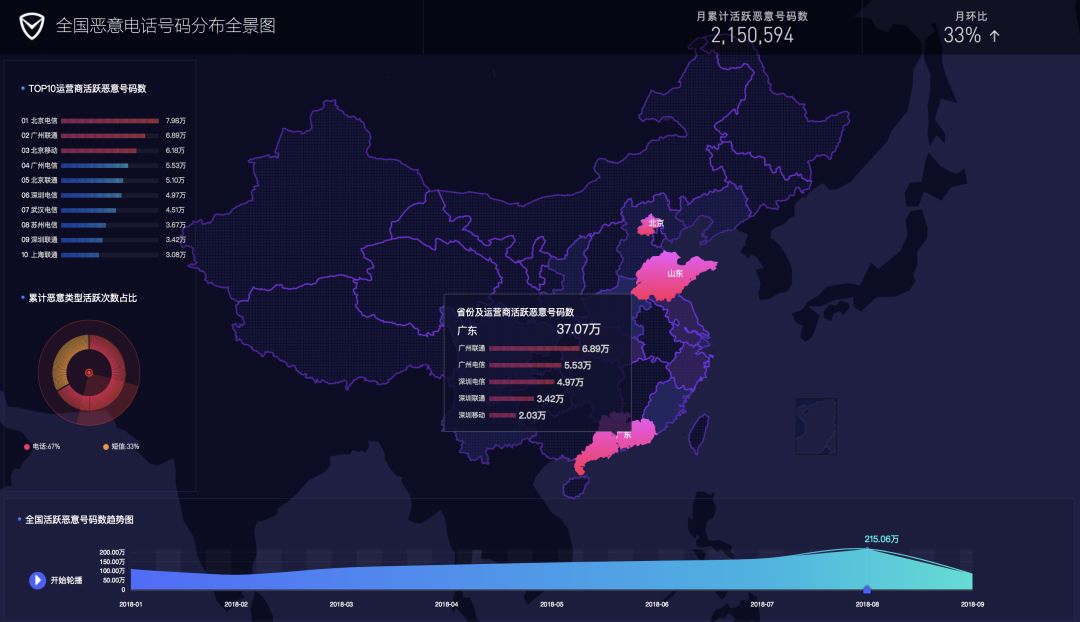 全国恶意电话号码分布全景图
月累计活跃恶意号码数
2,150,594
月环比
33% ↑
TOP10运营商活跃恶意号码数
01 北京电信 7.98万
02 广州联通 6.89万
03 北京移动 6.18万
04 广州电信 5.53万
05 北京联通 5.10万
06 深圳电信 4.97万
07 武汉电信 4.51万
08 苏州电信 3.67万
09 深圳联通 3.42万
10 上海联通 3.08万
累计恶意类型活跃次数占比
电话:67% 短信:33%
北京
山东
省份及运营商活跃恶意号码数
广东 37.07万
广州联通 6.89万
广州电信 5.53万
深圳电信 4.97万
深圳联通 3.42万
深圳移动 2.03万
广东
全国活跃恶意号码数趋势图
215.06万
200.00万
150.00万
100.00万
50.00万
0
开始轮播
2018-01 2018-02 2018-03 2018-04 2018-05 2018-06 2018-07 2018-08 2018-09